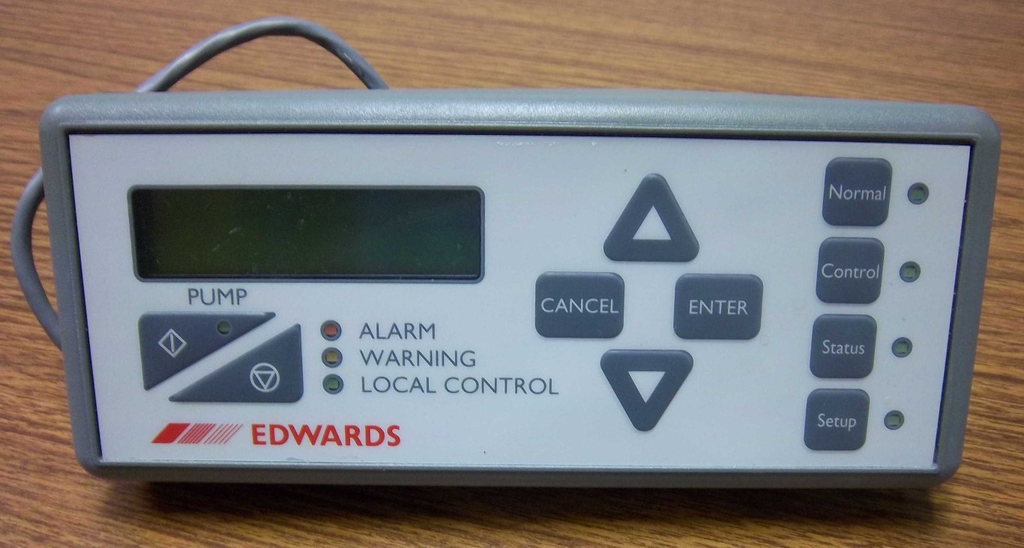 PUMP
ALARM
WARNING
LOCAL CONTROL
EDWARDS
CANCEL
ENTER
Normal
Control
Status
Setup